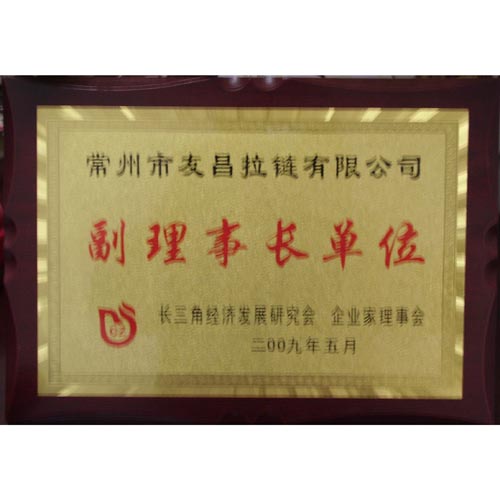 常州市友昌拉链有限公司
副理事长单位
长三角经济发展研究会 企业家理事会
二00九年五月